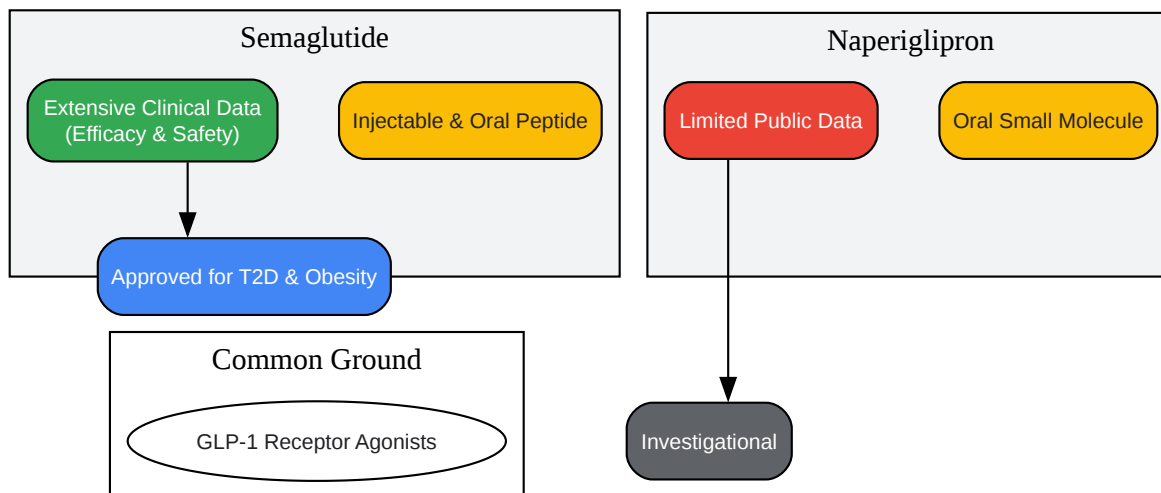 Semaglutide
Extensive Clinical Data
(Efficacy & Safety)
Injectable & Oral Peptide
Approved for T2D & Obesity
Naperiglipron
Limited Public Data
Oral Small Molecule
Investigational
Common Ground
GLP-1 Receptor Agonists